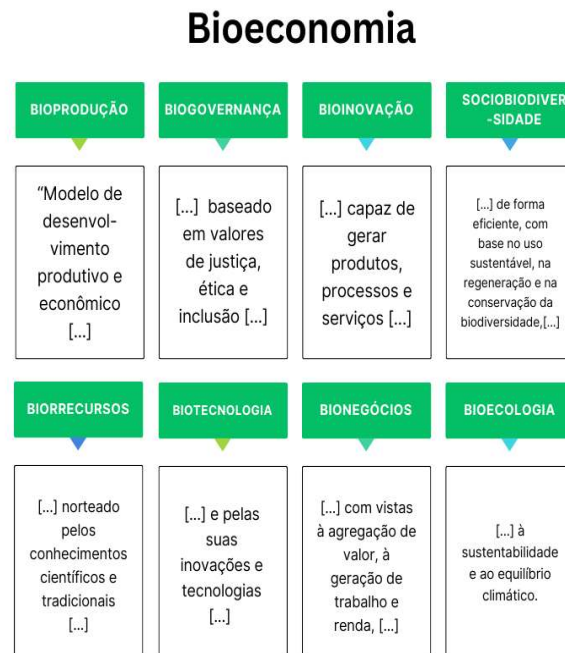 Bioeconomia
BIOPRODUÇÃO
“Modelo de
desenvol-
vimento
produtivo e
econômico
[...]
BIOGOVERNANÇA
[...] baseado
em valores
de justiça,
ética e
inclusão [...]
BIOINOVAÇÃO
[...] capaz de
gerar
produtos,
processos e
serviços [...]
SOCIOBIODIVER
-SIDADE
[...] de forma
eficiente, com
base no uso
sustentável, na
regeneração e na
conservação da
biodiversidade,[...]
BIORRECURSOS
[...] norteado
pelos
conhecimentos
científicos e
tradicionais
[...]
BIOTECNOLOGIA
[...] e pelas
suas
inovações e
tecnologias
[...]
BIONEGÓCIOS
[...] com vistas
à agregação de
valor, à
geração de
trabalho e
renda, [...]
BIOECOLOGIA
[...] à
sustentabilidade
e ao equilíbrio
climático.